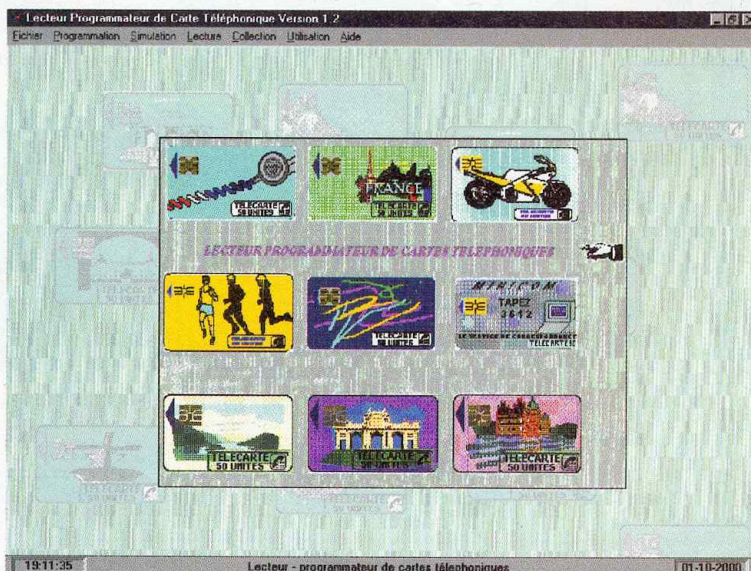 Lecteur Programmateur de Carte Téléphonique Version 1.2
Fichier Programmation Simulation Lecture Collection Utilisation Aide
TELECARTE
50 UNITES
FRANCE
TELECARTE
50 UNITES
LECTEUR PROGRAMMATEUR DE CARTES TELEPHONIQUES
TELECARTE
50 UNITES
MINICOM
TAPEZ
3612
TELECARTE
TELECARTE
50 UNITES
TELECARTE
50 UNITES
TELECARTE
50 UNITES
19:11:35 Lecteur - programmateur de cartes téléphoniques 01-10-2000